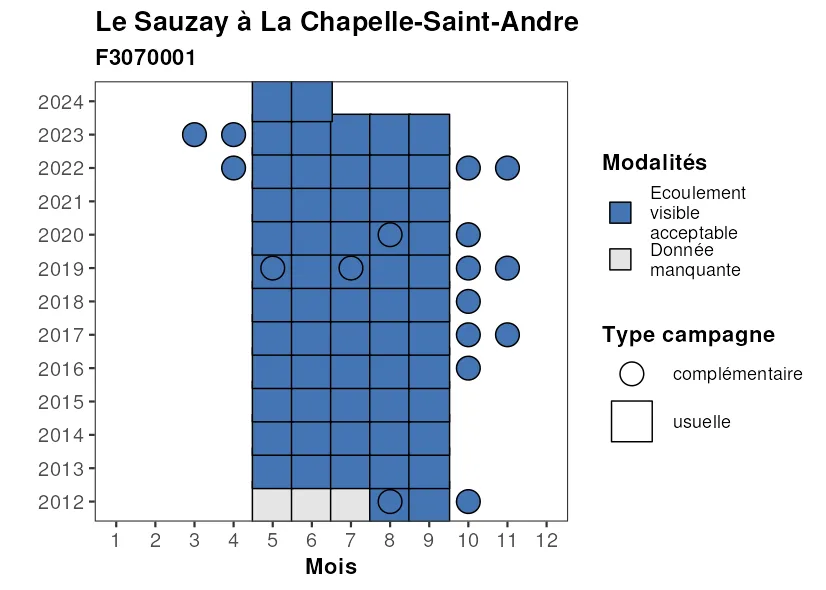 Le Sauzay à La Chapelle-Saint-Andre
F3070001
2024
2023
2022
2021
2020
2019
2018
2017
2016
2015
2014
2013
2012
1 2 3 4 5 6 7 8 9 10 11 12
Mois
Modalités
Ecoulement
visible
acceptable
Donnée
manquante
Type campagne
complémentaire
usuelle